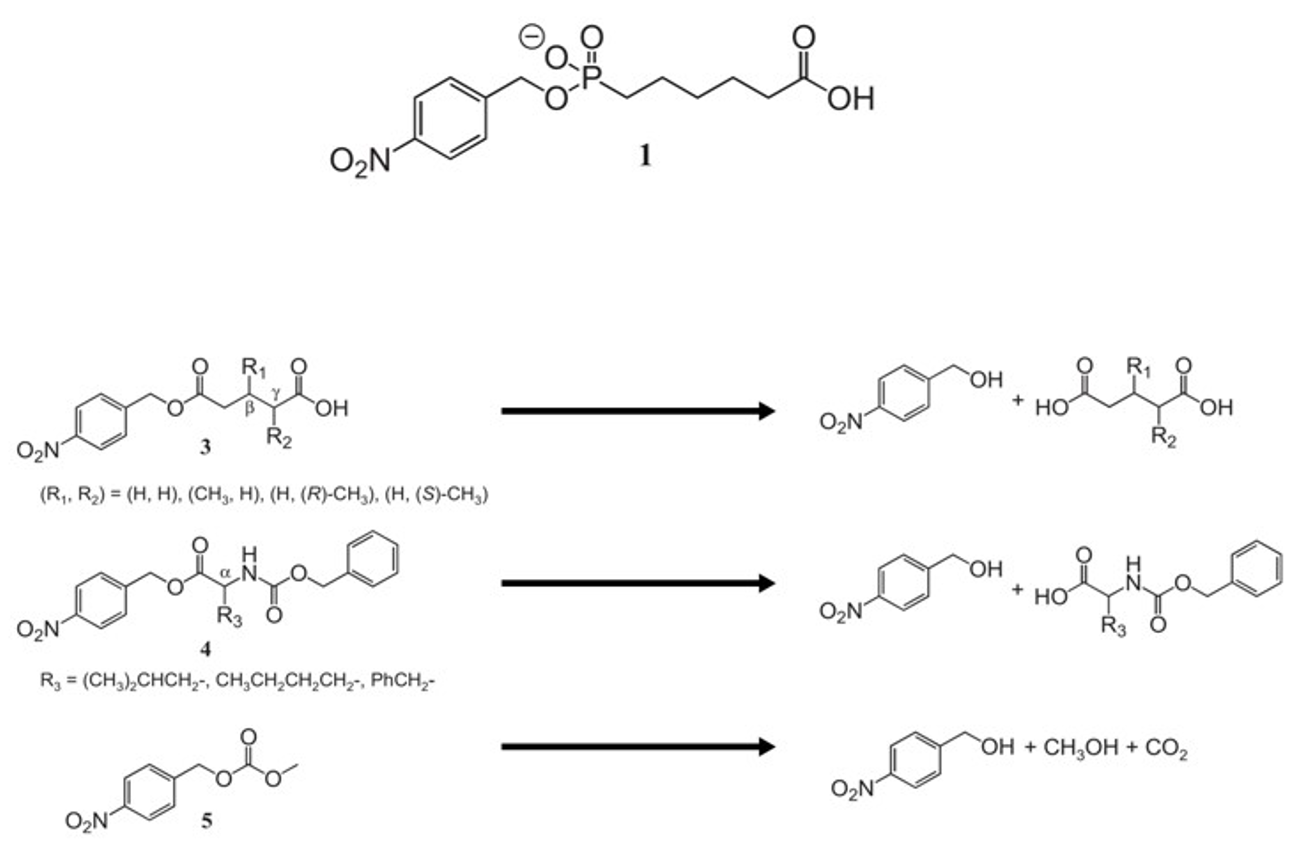 ⊖
O
O
P
O
O
OH
O₂N
1
O R₁ O
γ
O β OH
R₂
O₂N
3
OH
O₂N
+
O R₁ O
HO OH
R₂
(R₁, R₂) = (H, H), (CH₃, H), (H, (R)-CH₃), (H, (S)-CH₃)
O α H
N
O O
R₃ O
O₂N
4
OH
O₂N
+
O H
N
HO O
R₃ O
R₃ = (CH₃)₂CHCH₂-, CH₃CH₂CH₂CH₂-, PhCH₂-
O
O O
O₂N
5
OH + CH₃OH + CO₂
O₂N